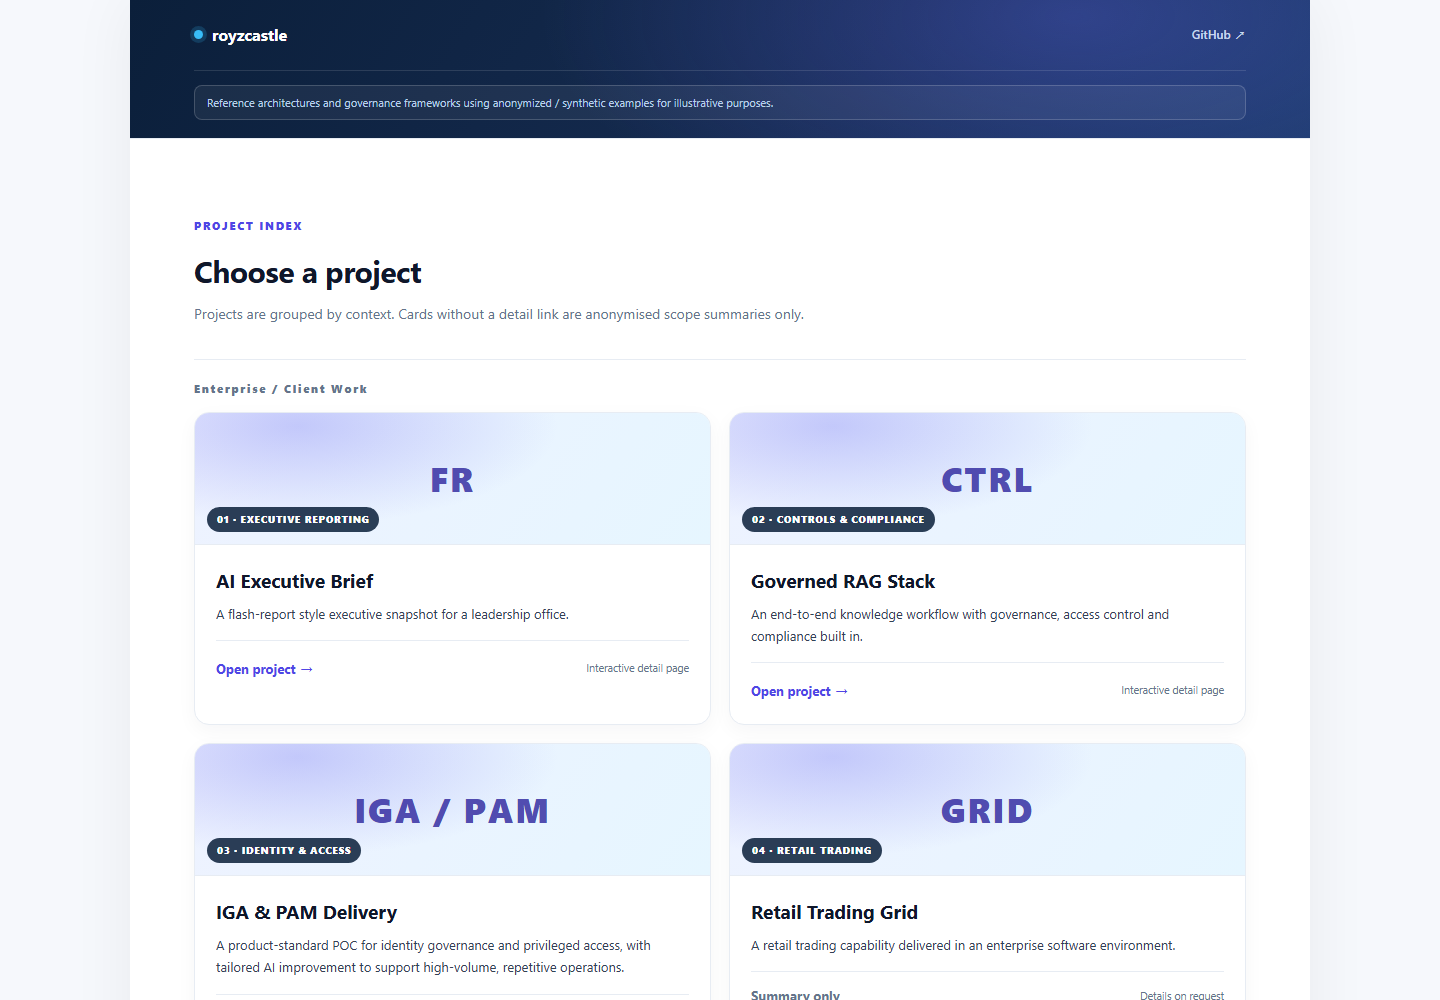 royzcastle
GitHub ↗
Reference architectures and governance frameworks using anonymized / synthetic examples for illustrative purposes.
PROJECT INDEX
Choose a project
Projects are grouped by context. Cards without a detail link are anonymised scope summaries only.
Enterprise / Client Work
FR
01 · EXECUTIVE REPORTING
AI Executive Brief
A flash-report style executive snapshot for a leadership office.
Open project →
Interactive detail page
CTRL
02 · CONTROLS & COMPLIANCE
Governed RAG Stack
An end-to-end knowledge workflow with governance, access control and
compliance built in.
Open project →
Interactive detail page
IGA / PAM
03 · IDENTITY & ACCESS
IGA & PAM Delivery
A product-standard POC for identity governance and privileged access, with
tailored AI improvement to support high-volume, repetitive operations.
GRID
04 · RETAIL TRADING
Retail Trading Grid
A retail trading capability delivered in an enterprise software environment.
Summary only
Details on request